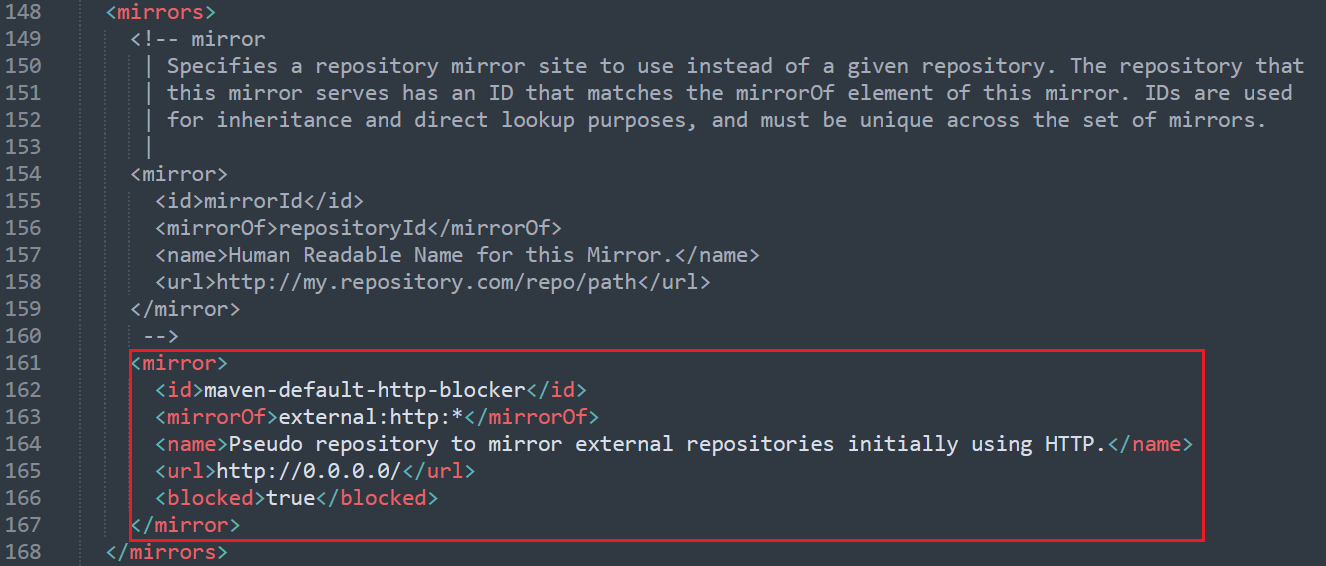 148 <mirrors>
149 <!-- mirror
150 | Specifies a repository mirror site to use instead of a given repository. The repository that
151 | this mirror serves has an ID that matches the mirrorOf element of this mirror. IDs are used
152 | for inheritance and direct lookup purposes, and must be unique across the set of mirrors.
153 |
154 <mirror>
155 <id>mirrorId</id>
156 <mirrorOf>repositoryId</mirrorOf>
157 <name>Human Readable Name for this Mirror.</name>
158 <url>http://my.repository.com/repo/path</url>
159 </mirror>
160 -->
161 <mirror>
162 <id>maven-default-http-blocker</id>
163 <mirrorOf>external:http:*</mirrorOf>
164 <name>Pseudo repository to mirror external repositories initially using HTTP.</name>
165 <url>http://0.0.0.0/</url>
166 <blocked>true</blocked>
167 </mirror>
168 </mirrors>